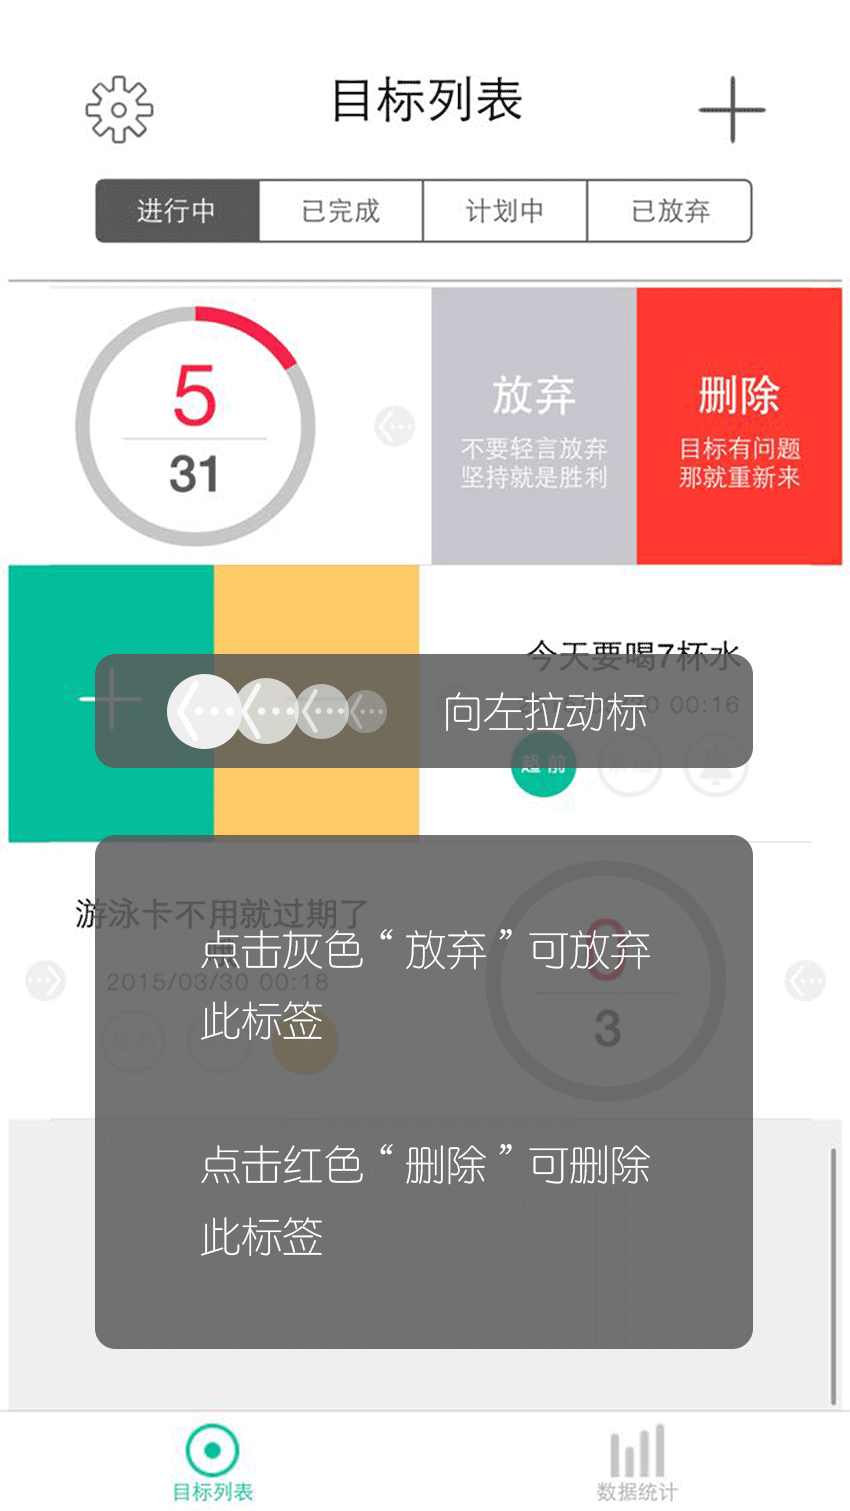 目标列表
进行中
已完成
计划中
已放弃
5
31
放弃
不要轻言放弃
坚持就是胜利
删除
目标有问题
那就重新来
今天要喝7杯水
00:16
向左拉动标
超前
游泳卡不用就过期了
2015/03/30 00:18
0
3
点击灰色“放弃”可放弃
此标签
点击红色“删除”可删除
此标签
目标列表
数据统计